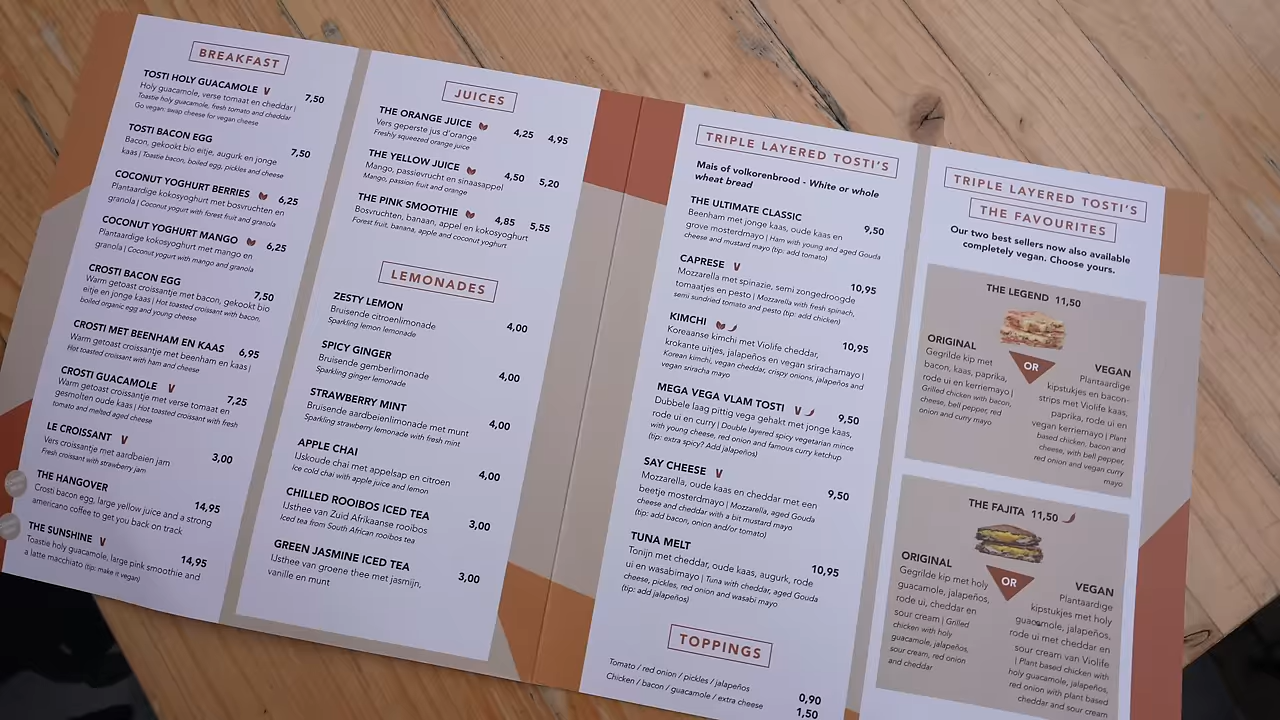 BREAKFAST
TOSTI HOLY GUACAMOLE V
Holy guacamole, verse tomaat en cheddar | 7,50
Toastie holy guacamole, fresh tomato and cheddar
Go vegan: swap cheese for vegan cheese
TOSTI BACON EGG
Bacon, gekookt bio eitje, augurk en jonge 7,50
kaas | Toastie bacon, boiled egg, pickles and cheese
COCONUT YOGHURT BERRIES
Plantaardige kokosyoghurt met bosvruchten en 6,25
granola | Coconut yogurt with forest fruit and granola
COCONUT YOGHURT MANGO
Plantaardige kokosyoghurt met mango en 6,25
granola | Coconut yogurt with mango and granola
CROSTI BACON EGG
Warm getoast croissantje met bacon, gekookt bio 7,50
eitje en jonge kaas | Hot toasted croissant with bacon,
boiled organic egg and young cheese
CROSTI MET BEENHAM EN KAAS 6,95
Warm getoast croissantje met beenham en kaas |
Hot toasted croissant with ham and cheese
CROSTI GUACAMOLE V
Warm getoast croissantje met verse tomaat en 7,25
gesmolten oude kaas | Hot toasted croissant with fresh
tomato and melted aged cheese
LE CROISSANT V
Vers croissantje met aardbeien jam 3,00
Fresh croissant with strawberry jam
THE HANGOVER
Crosti bacon egg, large yellow juice and a strong 14,95
americano coffee to get you back on track
THE SUNSHINE V
Toastie holy guacamole, large pink smoothie and 14,95
a latte macchiato (tip: make it vegan)
JUICES
THE ORANGE JUICE
Vers geperste jus d'orange 4,25 4,95
Freshly squeezed orange juice
THE YELLOW JUICE
Mango, passievrucht en sinaasappel 4,50 5,20
Mango, passion fruit and orange
THE PINK SMOOTHIE 4,85 5,55
Bosvruchten, banaan, appel en kokosyoghurt
Forest fruit, banana, apple and coconut yoghurt
LEMONADES
ZESTY LEMON
Bruisende citroenlimonade 4,00
Sparkling lemon lemonade
SPICY GINGER
Bruisende gemberlimonade 4,00
Sparkling ginger lemonade
STRAWBERRY MINT
Bruisende aardbeienlimonade met munt 4,00
Sparkling strawberry lemonade with fresh mint
APPLE CHAI
IJskoude chai met appelsap en citroen 4,00
Ice cold chai with apple juice and lemon
CHILLED ROOIBOS ICED TEA
IJsthee van Zuid Afrikaanse rooibos 3,00
Iced tea from South African rooibos tea
GREEN JASMINE ICED TEA
IJsthee van groene thee met jasmijn, 3,00
vanille en munt
TRIPLE LAYERED TOSTI'S
Mais of volkorenbrood - White or whole
wheat bread
THE ULTIMATE CLASSIC
Beenham met jonge kaas, oude kaas en 9,50
grove mosterdmayo | Ham with young and aged Gouda
cheese and mustard mayo (tip: add tomato)
CAPRESE V
Mozzarella met spinazie, semi zongedroogde 10,95
tomaatjes en pesto | Mozzarella with fresh spinach,
semi sundried tomato and pesto (tip: add chicken)
KIMCHI
Koreaanse kimchi met Violife cheddar, 10,95
krokante uitjes, jalapeños en vegan srirachamayo |
Korean kimchi, vegan cheddar, crispy onions, jalapeños and
vegan sriracha mayo
MEGA VEGA VLAM TOSTI V
Dubbele laag pittig vega gehakt met jonge kaas, 9,50
rode ui en curry | Double layered spicy vegetarian mince
with young cheese, red onion and famous curry ketchup
(tip: extra spicy? Add jalapeños)
SAY CHEESE V
Mozzarella, oude kaas en cheddar met een 9,50
beetje mosterdmayo | Mozzarella, aged Gouda
cheese and cheddar with a bit mustard mayo
(tip: add bacon, onion and/or tomato)
TUNA MELT
Tonijn met cheddar, oude kaas, augurk, rode 10,95
ui en wasabimayo | Tuna with cheddar, aged Gouda
cheese, pickles, red onion and wasabi mayo
(tip: add jalapeños)
TOPPINGS
Tomato / red onion / pickles / jalapeños 0,90
Chicken / bacon / guacamole / extra cheese 1,50
TRIPLE LAYERED TOSTI'S
THE FAVOURITES
Our two best sellers now also available
completely vegan. Choose yours.
THE LEGEND 11,50
ORIGINAL
Gegrilde kip met
bacon, kaas, paprika,
rode ui en kerriemayo |
Grilled chicken with bacon,
cheese, bell pepper, red
onion and curry mayo
OR
VEGAN
Plantaardige
kipstukjes en bacon-
strips met Violife kaas,
paprika, rode ui en
vegan kerriemayo | Plant
based chicken, bacon and
cheese, with bell pepper,
red onion and vegan curry
mayo
THE FAJITA 11,50
ORIGINAL
Gegrilde kip met holy
guacamole, jalapeños,
rode ui, cheddar en
sour cream | Grilled
chicken with holy
guacamole, jalapeños,
sour cream, red onion
and cheddar
OR
VEGAN
Plantaardige
kipstukjes met holy
guacomole, jalapeños,
rode ui met cheddar en
sour cream van Violife
| Plant based chicken with
holy guacamole, jalapeños,
red onion with plant based
cheddar and sour cream